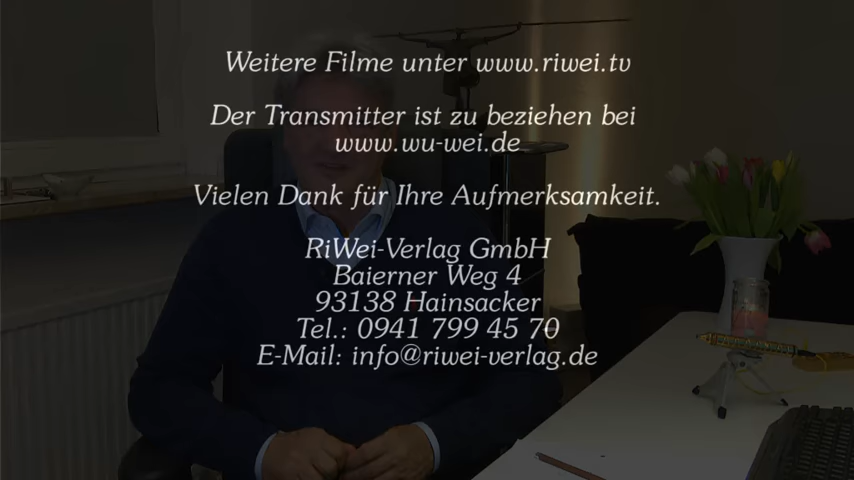 Weitere Filme unter www.riwei.tv
Der Transmitter ist zu beziehen bei
www.wu-wei.de
Vielen Dank für Ihre Aufmerksamkeit.
RiWei-Verlag GmbH
Baierner Weg 4
93138 Hainsacker
Tel.: 0941 799 45 70
E-Mail: info@riwei-verlag.de